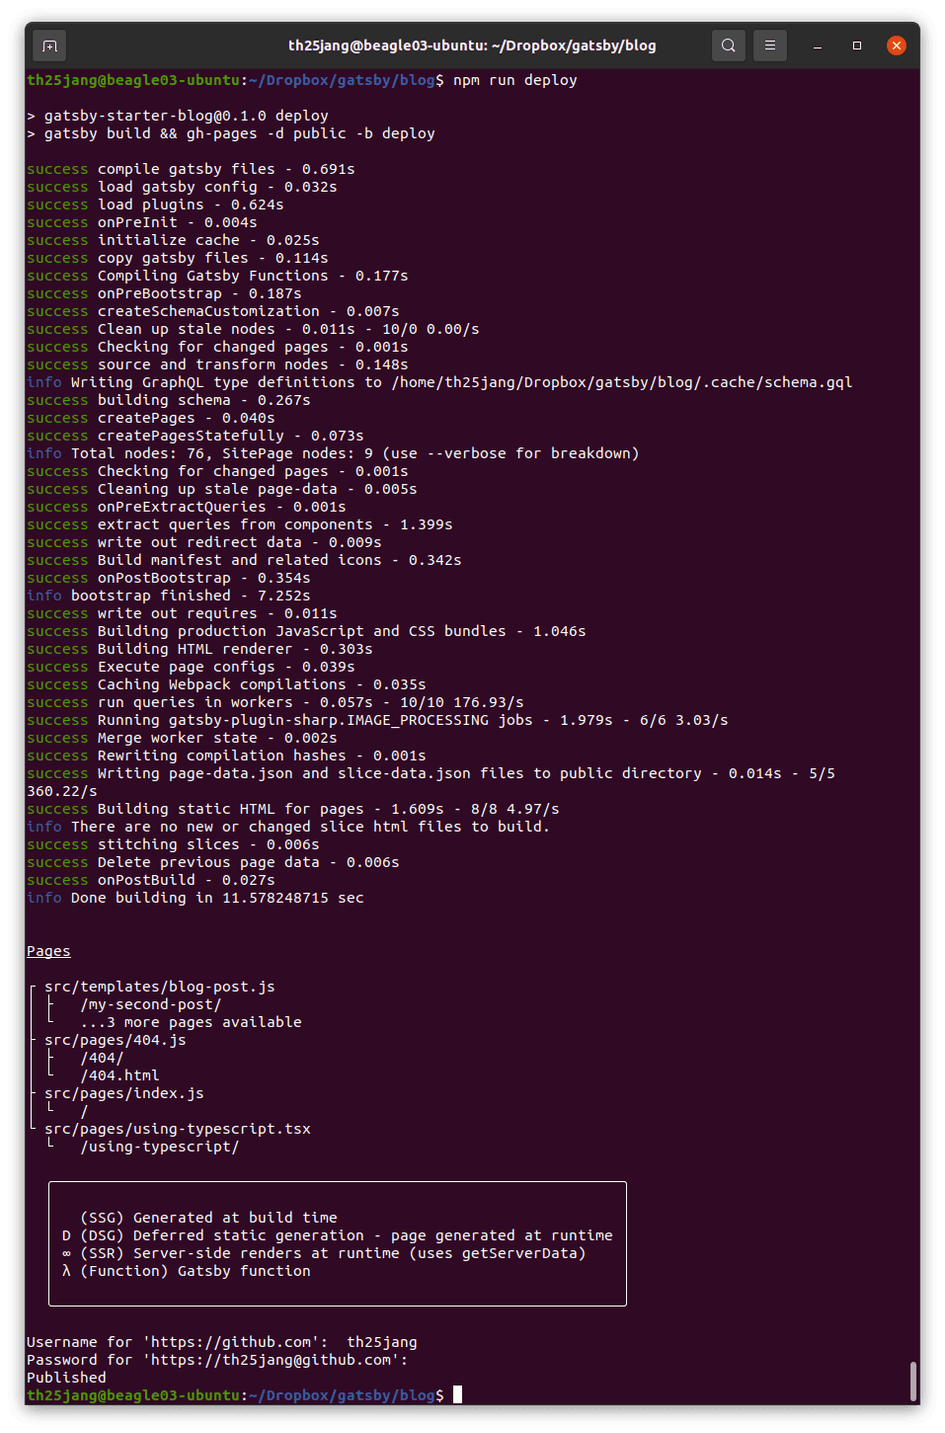 th25jang@beagle03-ubuntu: ~/Dropbox/gatsby/blog
th25jang@beagle03-ubuntu:~/Dropbox/gatsby/blog$ npm run deploy
> gatsby-starter-blog@0.1.0 deploy
> gatsby build && gh-pages -d public -b deploy
success compile gatsby files - 0.691s
success load gatsby config - 0.032s
success load plugins - 0.624s
success onPreInit - 0.004s
success initialize cache - 0.025s
success copy gatsby files - 0.114s
success Compiling Gatsby Functions - 0.177s
success onPreBootstrap - 0.187s
success createSchemaCustomization - 0.007s
success Clean up stale nodes - 0.011s - 10/0 0.00/s
success Checking for changed pages - 0.001s
success source and transform nodes - 0.148s
info Writing GraphQL type definitions to /home/th25jang/Dropbox/gatsby/blog/.cache/schema.gql
success building schema - 0.267s
success createPages - 0.040s
success createPagesStatefully - 0.073s
info Total nodes: 76, SitePage nodes: 9 (use --verbose for breakdown)
success Checking for changed pages - 0.001s
success Cleaning up stale page-data - 0.005s
success onPreExtractQueries - 0.001s
success extract queries from components - 1.399s
success write out redirect data - 0.009s
success Build manifest and related icons - 0.342s
success onPostBootstrap - 0.354s
info bootstrap finished - 7.252s
success write out requires - 0.011s
success Building production JavaScript and CSS bundles - 1.046s
success Building HTML renderer - 0.303s
success Execute page configs - 0.039s
success Caching Webpack compilations - 0.035s
success run queries in workers - 0.057s - 10/10 176.93/s
success Running gatsby-plugin-sharp.IMAGE_PROCESSING jobs - 1.979s - 6/6 3.03/s
success Merge worker state - 0.002s
success Rewriting compilation hashes - 0.001s
success Writing page-data.json and slice-data.json files to public directory - 0.014s - 5/5
360.22/s
success Building static HTML for pages - 1.609s - 8/8 4.97/s
info There are no new or changed slice html files to build.
success stitching slices - 0.006s
success Delete previous page data - 0.006s
success onPostBuild - 0.027s
info Done building in 11.578248715 sec
Pages
┌ src/templates/blog-post.js
│ ├   /my-second-post/
│ └   ...3 more pages available
├ src/pages/404.js
│ ├   /404/
│ └   /404.html
├ src/pages/index.js
│ └   /
└ src/pages/using-typescript.tsx
  └   /using-typescript/
(SSG) Generated at build time
D (DSG) Deferred static generation - page generated at runtime
∞ (SSR) Server-side renders at runtime (uses getServerData)
λ (Function) Gatsby function
Username for 'https://github.com':  th25jang
Password for 'https://th25jang@github.com':
Published
th25jang@beagle03-ubuntu:~/Dropbox/gatsby/blog$